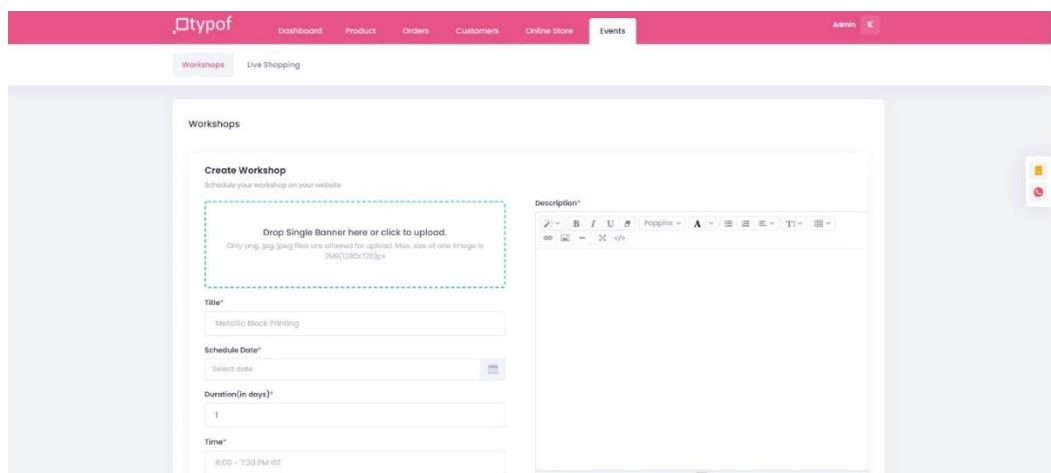 typof
Dashboard Product Orders Customers Online Store Events
Admin K
Workshops Live Shopping
Workshops
Create Workshop
Schedule your workshop on your website
Drop Single Banner here or click to upload.
Only png, jpg, jpeg files are allowed for upload. Max. size of one image is
2MB(1280x720)px
Title*
Metallic Block Printing
Schedule Date*
Select date
Duration(in days)*
1
Time*
6:00 - 7:30 PM IST
Description*
B I U Poppins A T
</>